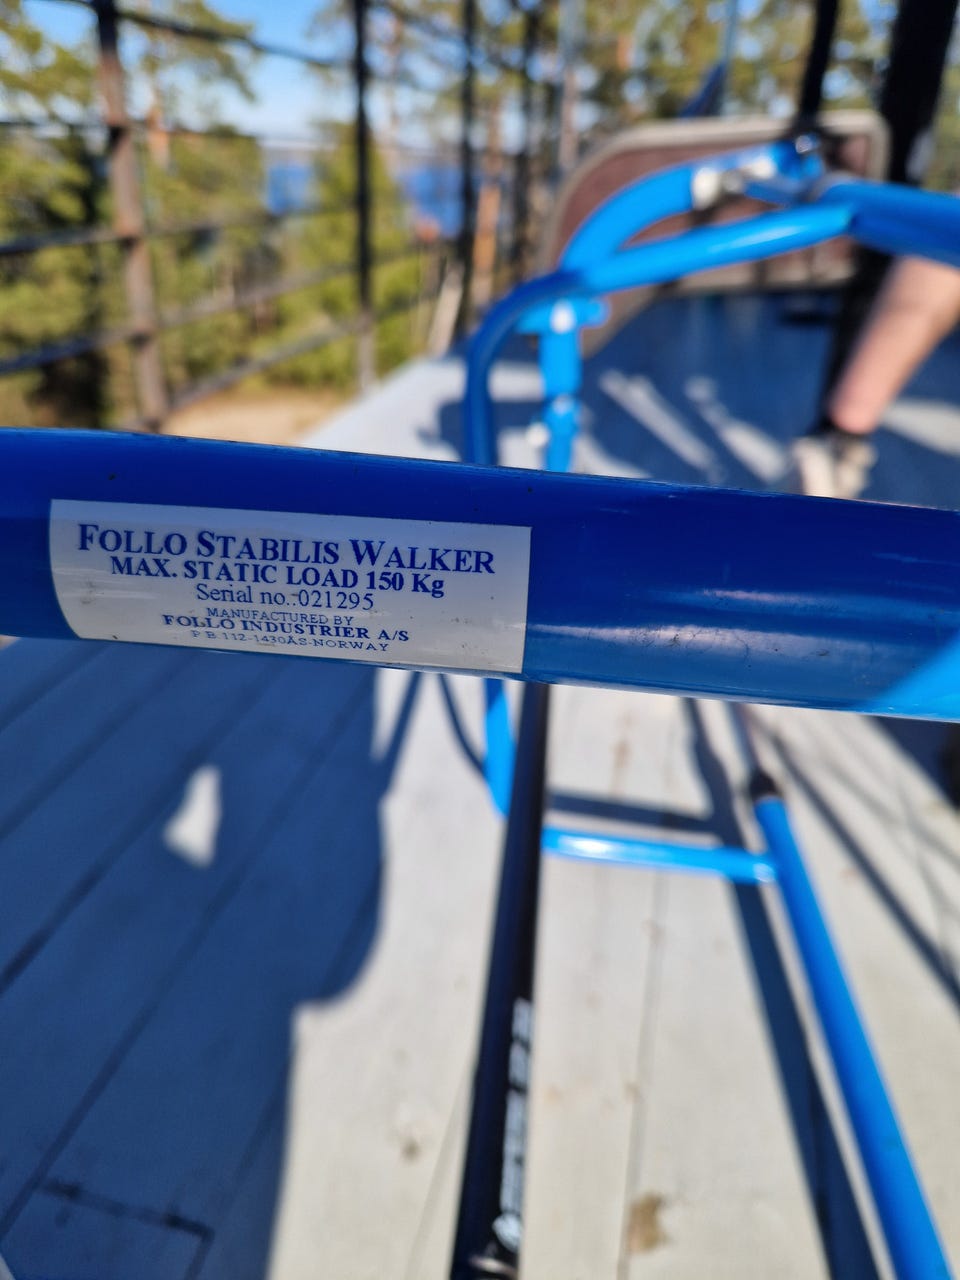 FOLLO STABILIS WALKER
MAX. STATIC LOAD 150 Kg
Serial no..:021295
MANUFACTURED BY
FOLLO INDUSTRIER A/S
P B 112-1430ÅS-NORWAY